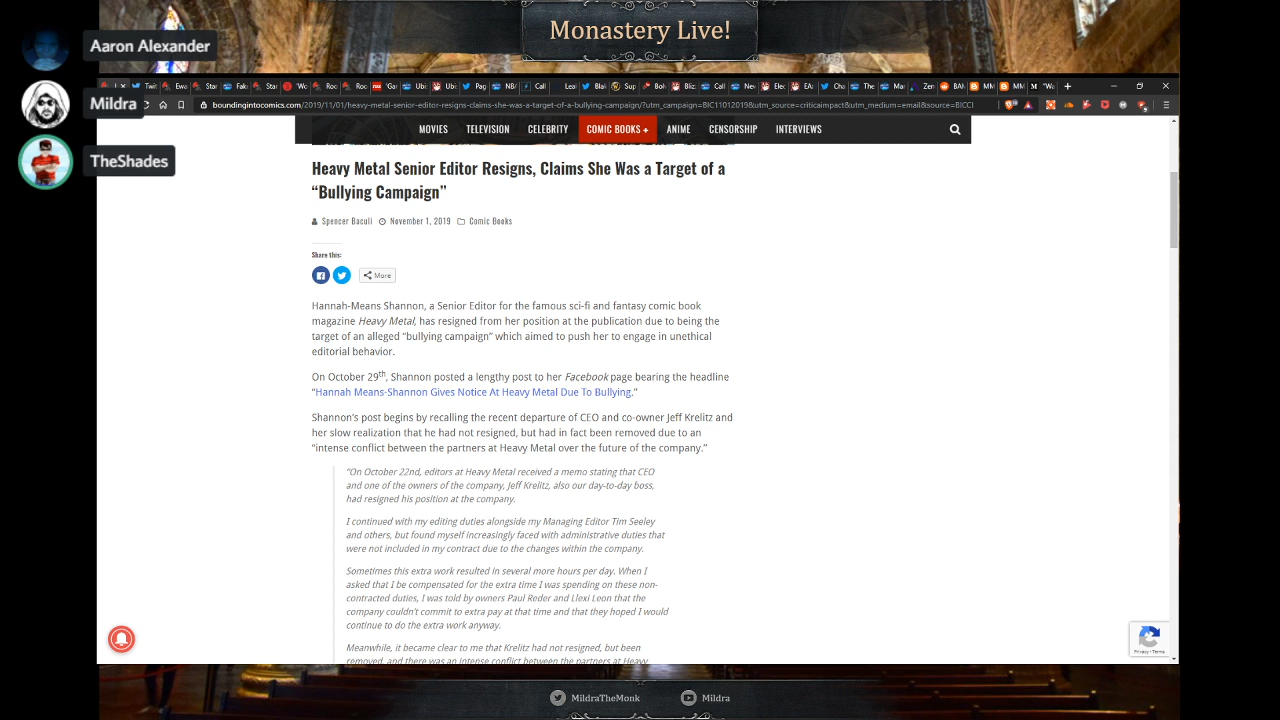 Monastery Live!
Aaron Alexander
Mildra
TheShades
boundingintocomics.com/2019/11/01/heavy-metal-senior-editor-resigns-claims-she-was-a-target-of-a-bullying-campaign/?utm_campaign=BIC11012019&utm_source=criticalimpact&utm_medium=email&source=BICCI
MOVIES TELEVISION CELEBRITY COMIC BOOKS + ANIME CENSORSHIP INTERVIEWS
Heavy Metal Senior Editor Resigns, Claims She Was a Target of a
“Bullying Campaign”
Spencer Baculi November 1, 2019 Comic Books
Share this:
More
Hannah-Means Shannon, a Senior Editor for the famous sci-fi and fantasy comic book
magazine Heavy Metal, has resigned from her position at the publication due to being the
target of an alleged “bullying campaign” which aimed to push her to engage in unethical
editorial behavior.
On October 29th, Shannon posted a lengthy post to her Facebook page bearing the headline
“Hannah Means-Shannon Gives Notice At Heavy Metal Due To Bullying.”
Shannon’s post begins by recalling the recent departure of CEO and co-owner Jeff Krelitz and
her slow realization that he had not resigned, but had in fact been removed due to an
“intense conflict between the partners at Heavy Metal over the future of the company.”
“On October 22nd, editors at Heavy Metal received a memo stating that CEO
and one of the owners of the company, Jeff Krelitz, also our day-to-day boss,
had resigned his position at the company.
I continued with my editing duties alongside my Managing Editor Tim Seeley
and others, but found myself increasingly faced with administrative duties that
were not included in my contract due to the changes within the company.
Sometimes this extra work resulted in several more hours per day. When I
asked that I be compensated for the extra time I was spending on these non-
contracted duties, I was told by owners Paul Reder and Llexi Leon that the
company couldn’t commit to extra pay at that time and that they hoped I would
continue to do the extra work anyway.
Meanwhile, it became clear to me that Krelitz had not resigned, but been
removed, and there was an intense conflict between the partners at Heavy
Privacy - Terms
MildraTheMonk Mildra